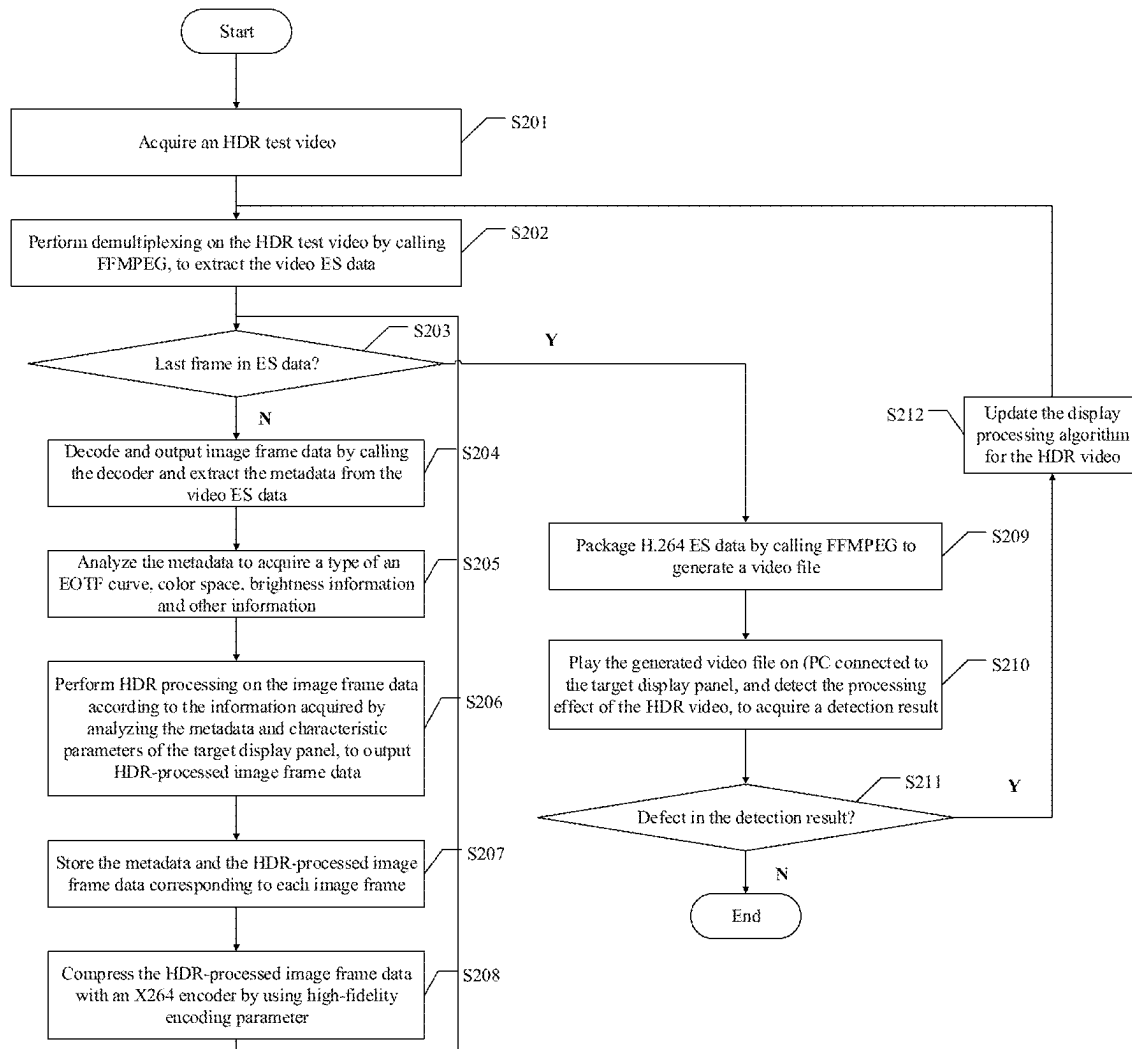 Start
S201
Acquire an HDR test video
S202
Perform demultiplexing on the HDR test video by calling
FFMPEG, to extract the video ES data
S203
Last frame in ES data?
Y
N
S204
Decode and output image frame data by calling
the decoder and extract the metadata from the
video ES data
S205
Analyze the metadata to acquire a type of an
EOTF curve, color space, brightness information
and other information
S206
Perform HDR processing on the image frame data
according to the information acquired by
analyzing the metadata and characteristic
parameters of the target display panel, to output
HDR-processed image frame data
S207
Store the metadata and the HDR-processed image
frame data corresponding to each image frame
S208
Compress the HDR-processed image frame data
with an X264 encoder by using high-fidelity
encoding parameter
S209
Package H.264 ES data by calling FFMPEG to
generate a video file
S210
Play the generated video file on (PC connected to
the target display panel, and detect the processing
effect of the HDR video, to acquire a detection result
S211
Defect in the detection result?
Y
N
End
S212
Update the display
processing algorithm
for the HDR video